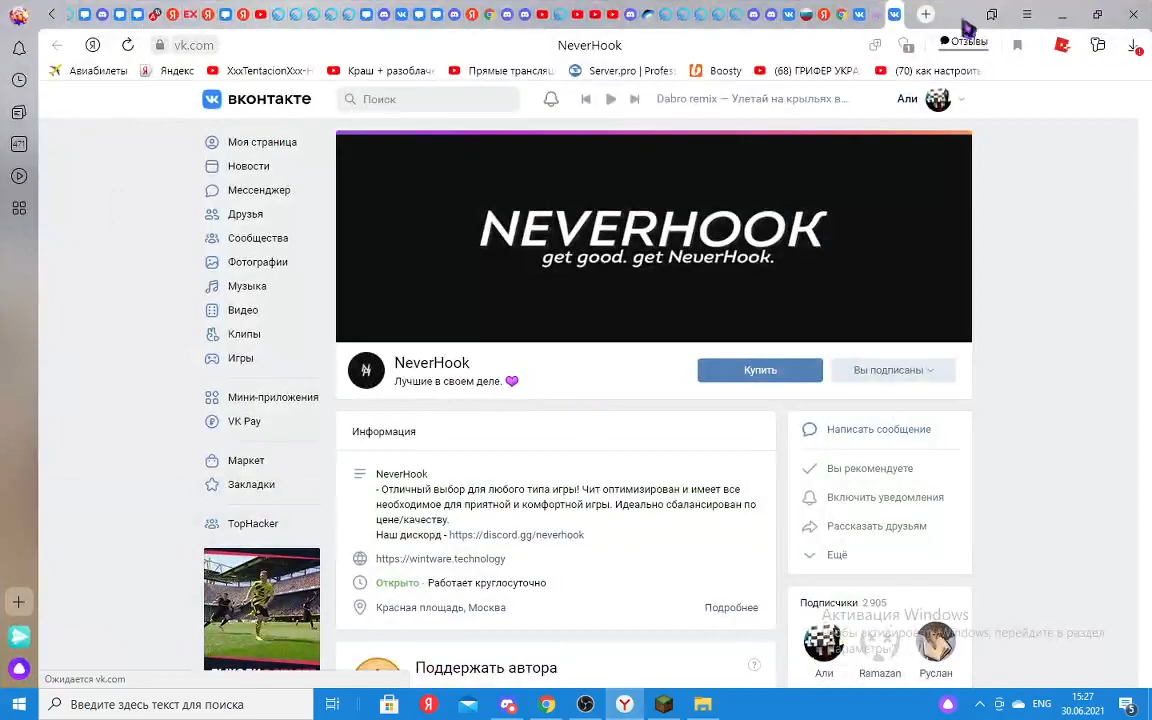 vk.com
NeverHook
Отзывы
Авиабилеты
Яндекс
XxxTentacionXxx-H
Краш + разоблач
Прямые трансляц
Server.pro | Profes
Boosty
(68) ГРИФЕР УКРА
(70) как настроить
вконтакте
Поиск
Dabro remix — Улетай на крыльях в...
Али
Моя страница
Новости
Мессенджер
Друзья
Сообщества
Фотографии
Музыка
Видео
Клипы
Игры
Мини-приложения
VK Pay
Маркет
Закладки
TopHacker
NEVERHOOK
get good. get NeverHook.
NeverHook
Лучшие в своем деле.
Купить
Вы подписаны
Информация
NeverHook
- Отличный выбор для любого типа игры! Чит оптимизирован и имеет все
необходимое для приятной и комфортной игры. Идеально сбалансирован по
цене/качеству.
Наш дискорд - https://discord.gg/neverhook
https://wintware.technology
Открыто · Работает круглосуточно
Красная площадь, Москва
Подробнее
Поддержать автора
Написать сообщение
Вы рекомендуете
Включить уведомления
Рассказать друзьям
Ещё
Подписчики 2 905
Активация Windows
Чтобы активировать Windows, перейдите в раздел
"Параметры".
Али
Ramazan
Руслан
471
Ожидается vk.com
Введите здесь текст для поиска
ENG
15:27
30.06.2021
5